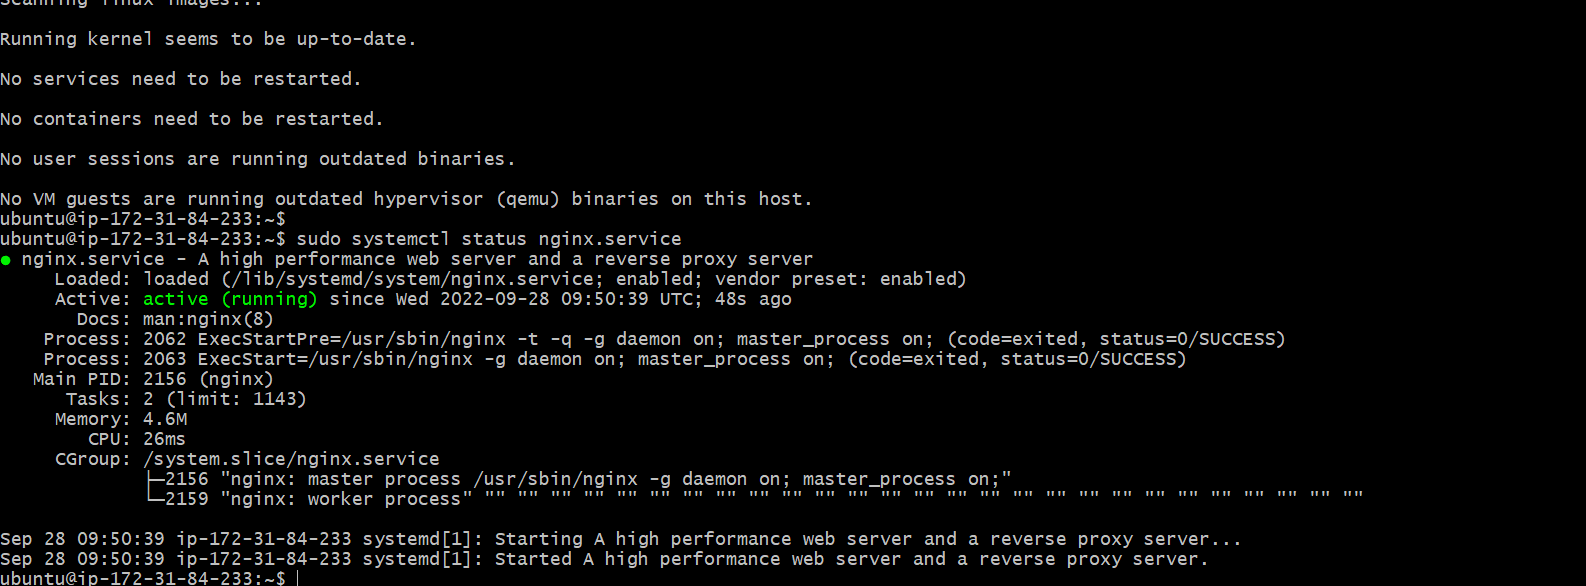 Scanning linux images...
Running kernel seems to be up-to-date.
No services need to be restarted.
No containers need to be restarted.
No user sessions are running outdated binaries.
No VM guests are running outdated hypervisor (qemu) binaries on this host.
ubuntu@ip-172-31-84-233:~$
ubuntu@ip-172-31-84-233:~$ sudo systemctl status nginx.service
● nginx.service - A high performance web server and a reverse proxy server
     Loaded: loaded (/lib/systemd/system/nginx.service; enabled; vendor preset: enabled)
     Active: active (running) since Wed 2022-09-28 09:50:39 UTC; 48s ago
       Docs: man:nginx(8)
    Process: 2062 ExecStartPre=/usr/sbin/nginx -t -q -g daemon on; master_process on; (code=exited, status=0/SUCCESS)
    Process: 2063 ExecStart=/usr/sbin/nginx -g daemon on; master_process on; (code=exited, status=0/SUCCESS)
   Main PID: 2156 (nginx)
      Tasks: 2 (limit: 1143)
     Memory: 4.6M
        CPU: 26ms
     CGroup: /system.slice/nginx.service
             ├─2156 "nginx: master process /usr/sbin/nginx -g daemon on; master_process on;"
             └─2159 "nginx: worker process" "" "" "" "" "" "" "" "" "" "" "" "" "" "" "" "" "" "" "" "" "" "" "" "" "" "" ""
Sep 28 09:50:39 ip-172-31-84-233 systemd[1]: Starting A high performance web server and a reverse proxy server...
Sep 28 09:50:39 ip-172-31-84-233 systemd[1]: Started A high performance web server and a reverse proxy server.
ubuntu@ip-172-31-84-233:~$